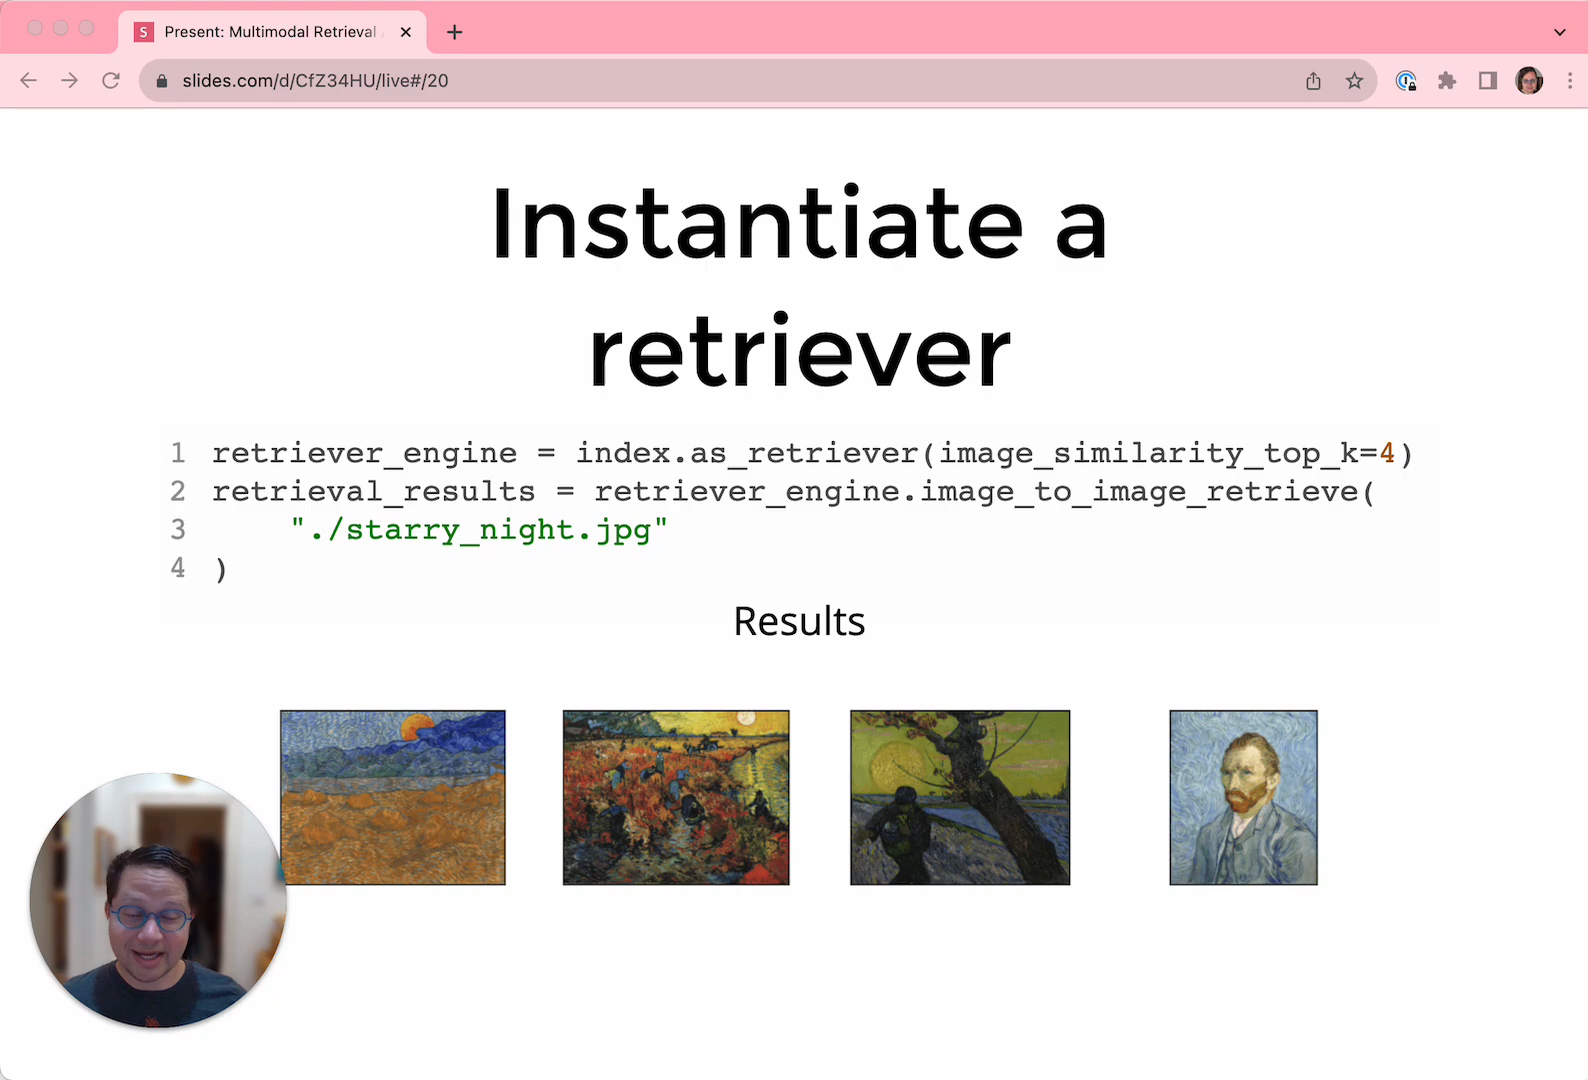 S Present: Multimodal Retrieval
slides.com/d/CfZ34HU/live#/20
Instantiate a
retriever
1 retriever_engine = index.as_retriever(image_similarity_top_k=4)
2 retrieval_results = retriever_engine.image_to_image_retrieve(
3     "./starry_night.jpg"
4 )
Results